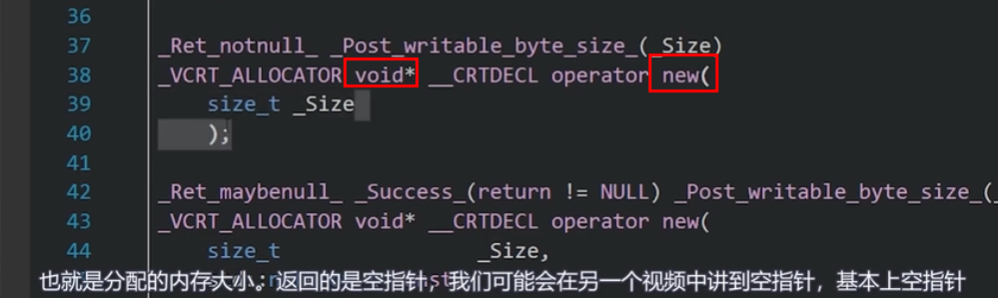 36
37 _Ret_notnull_ _Post_writable_byte_size_(_Size)
38 _VCRT_ALLOCATOR void* __CRTDECL operator new(
39 size_t _Size
40 );
41
42 _Ret_maybenull_ _Success_(return != NULL) _Post_writable_byte_size_(
43 _VCRT_ALLOCATOR void* __CRTDECL operator new(
44 size_t _Size,
也就是分配的内存大小。返回的是空指针，我们可能会在另一个视频中讲到空指针，基本上空指针